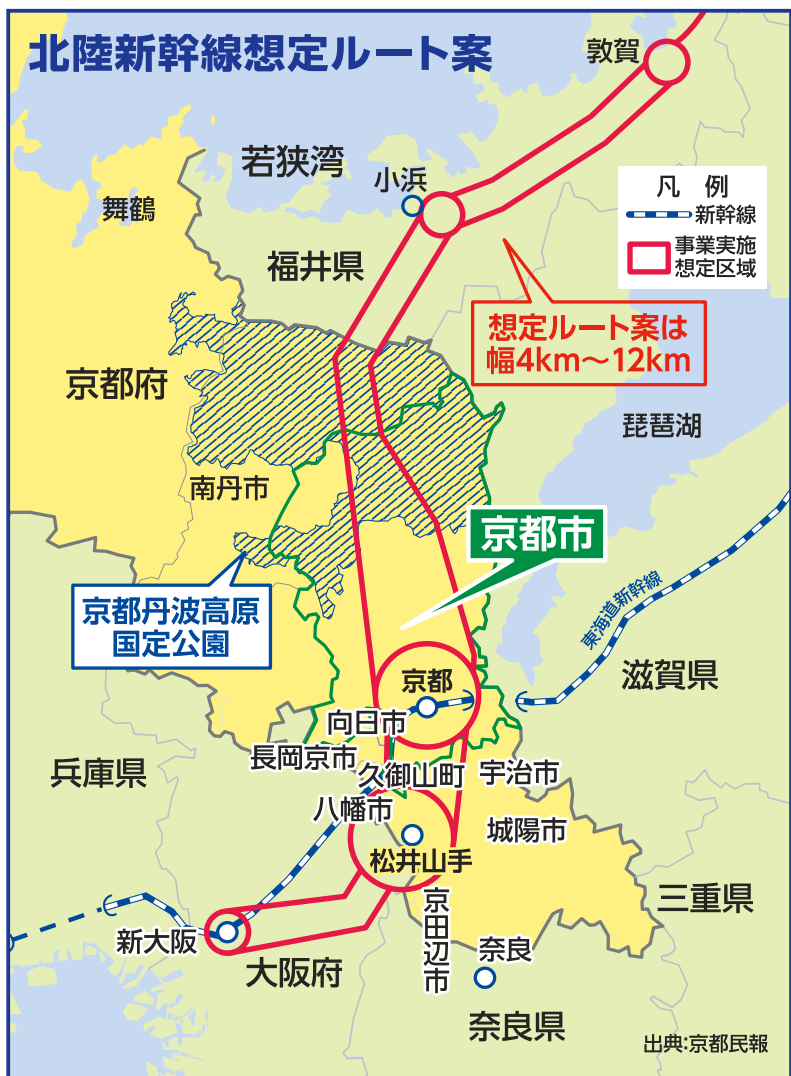 北陸新幹線想定ルート案
敦賀
若狭湾
小浜
舞鶴
凡 例
新幹線
事業実施
想定区域
福井県
想定ルート案は
幅4km~12km
京都府
琵琶湖
南丹市
京都市
京都丹波高原
国定公園
東海道新幹線
滋賀県
京都
向日市
長岡京市
久御山町
宇治市
兵庫県
八幡市
城陽市
松井山手
京田辺市
三重県
新大阪
大阪府
奈良
奈良県
出典:京都民報